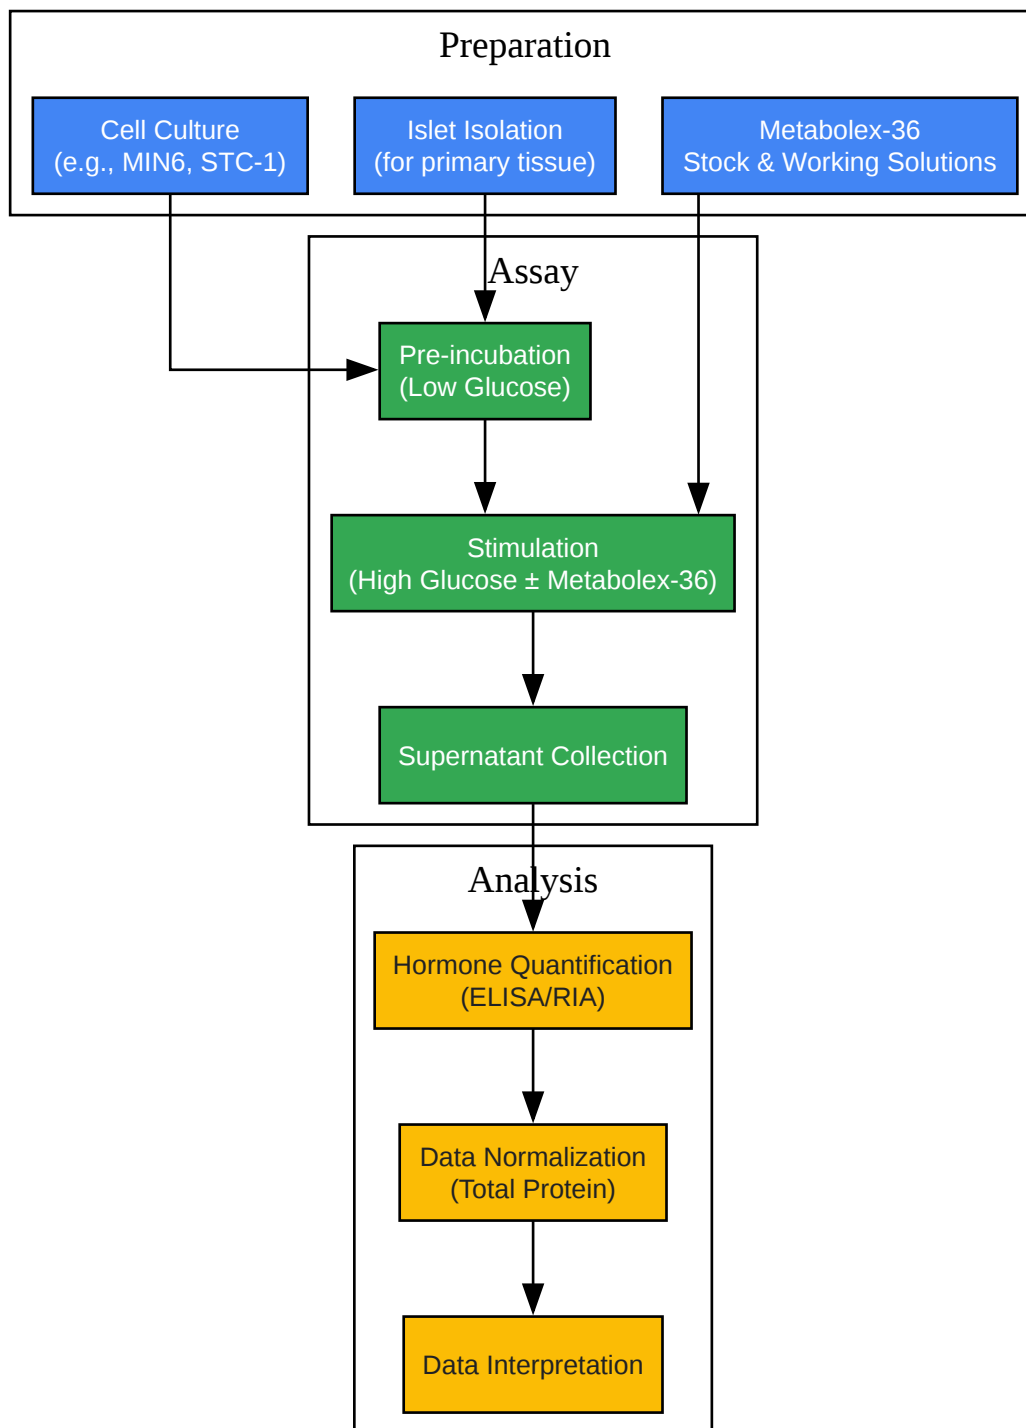 Preparation
Cell Culture
(e.g., MIN6, STC-1)
Islet Isolation
(for primary tissue)
Metabolex-36
Stock & Working Solutions
Assay
Pre-incubation
(Low Glucose)
Stimulation
(High Glucose ± Metabolex-36)
Supernatant Collection
Analysis
Hormone Quantification
(ELISA/RIA)
Data Normalization
(Total Protein)
Data Interpretation